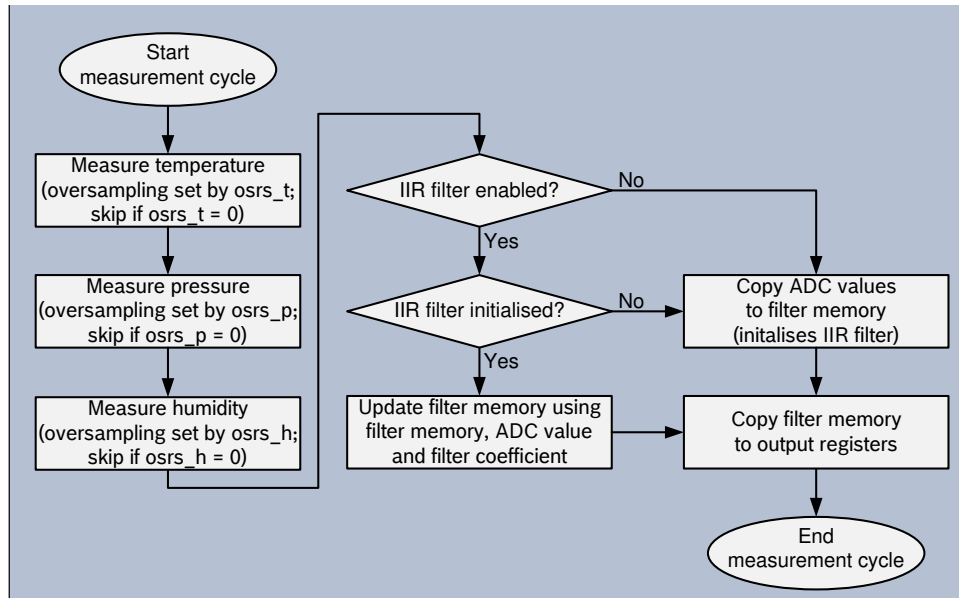 Start
measurement cycle
Measure temperature
(oversampling set by osrs_t;
skip if osrs_t = 0)
Measure pressure
(oversampling set by osrs_p;
skip if osrs_p = 0)
Measure humidity
(oversampling set by osrs_h;
skip if osrs_h = 0)
IIR filter enabled?
No
Yes
IIR filter initialised?
No
Yes
Update filter memory using
filter memory, ADC value
and filter coefficient
Copy ADC values
to filter memory
(initalises IIR filter)
Copy filter memory
to output registers
End
measurement cycle